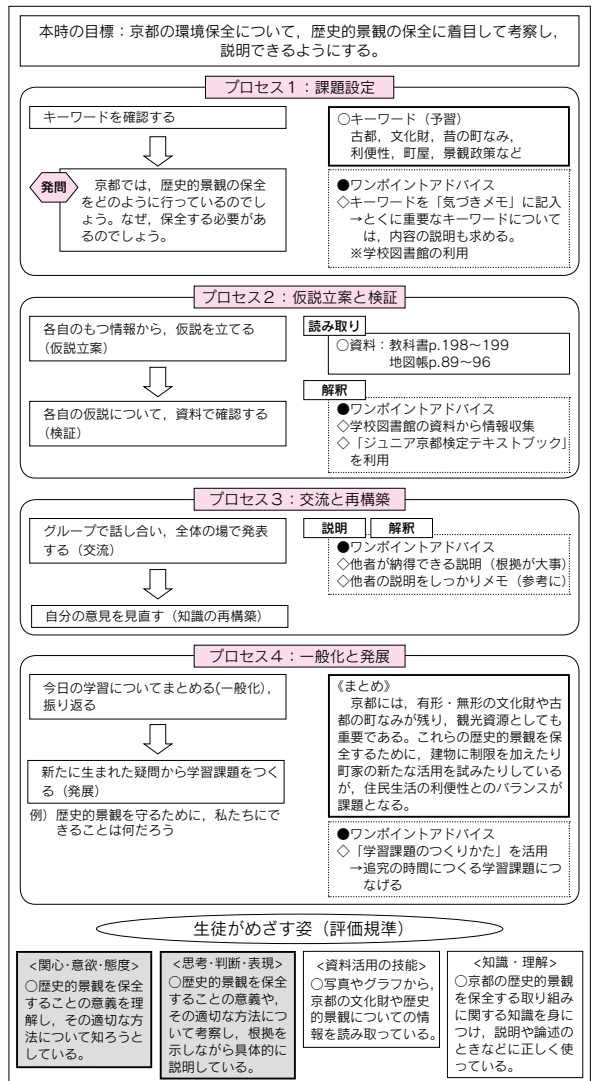 本時の目標：京都の環境保全について，歴史的景観の保全に着目して考察し，
説明できるようにする。
プロセス1：課題設定
キーワードを確認する
発問
京都では，歴史的景観の保全
をどのように行っているのでし
ょう。なぜ，保全する必要があ
るのでしょう。
○キーワード（予習）
古都，文化財，昔の町なみ，
利便性，町屋，景観政策など
●ワンポイントアドバイス
◇キーワードを「気づきメモ」に記入
→とくに重要なキーワードについて
は，内容の説明も求める。
※学校図書館の利用
プロセス2：仮説立案と検証
各自のもつ情報から，仮説を立てる
（仮説立案）
各自の仮説について，資料で確認する
（検証）
読み取り
○資料：教科書p.198～199
地図帳p.89～96
解釈
●ワンポイントアドバイス
◇学校図書館の資料から情報収集
◇「ジュニア京都検定テキストブック」
を利用
プロセス3：交流と再構築
グループで話し合い，全体の場で発表
する（交流）
自分の意見を見直す（知識の再構築）
説明 解釈
●ワンポイントアドバイス
◇他者が納得できる説明（根拠が大事）
◇他者の説明をしっかりメモ（参考に）
プロセス4：一般化と発展
今日の学習についてまとめる(一般化)，
振り返る
新たに生まれた疑問から学習課題をつく
る（発展）
例）歴史的景観を守るために，私たちにで
きることは何だろう
《まとめ》
京都には，有形・無形の文化財や古
都の町なみが残り，観光資源としても
重要である。これらの歴史的景観を保
全するために，建物に制限を加えたり
町家の新たな活用を試みたりしている
が，住民生活の利便性とのバランスが
課題となる。
●ワンポイントアドバイス
◇「学習課題のつくりかた」を活用
→追究の時間につくる学習課題につ
なげる
生徒がめざす姿（評価規準）
<関心・意欲・態度>
○歴史的景観を保全
することの意義を理
解し，その適切な方
法について知ろうと
している。
<思考・判断・表現>
○歴史的景観を保全
することの意義や，
その適切な方法につ
いて考察し，根拠を
示しながら具体的に
説明している。
<資料活用の技能>
○写真やグラフから，
京都の文化財や歴史
的景観についての情
報を読み取っている。
<知識・理解>
○京都の歴史的景観
を保全する取り組み
に関する知識を身に
つけ，説明や論述の
ときなどに正しく使
っている。